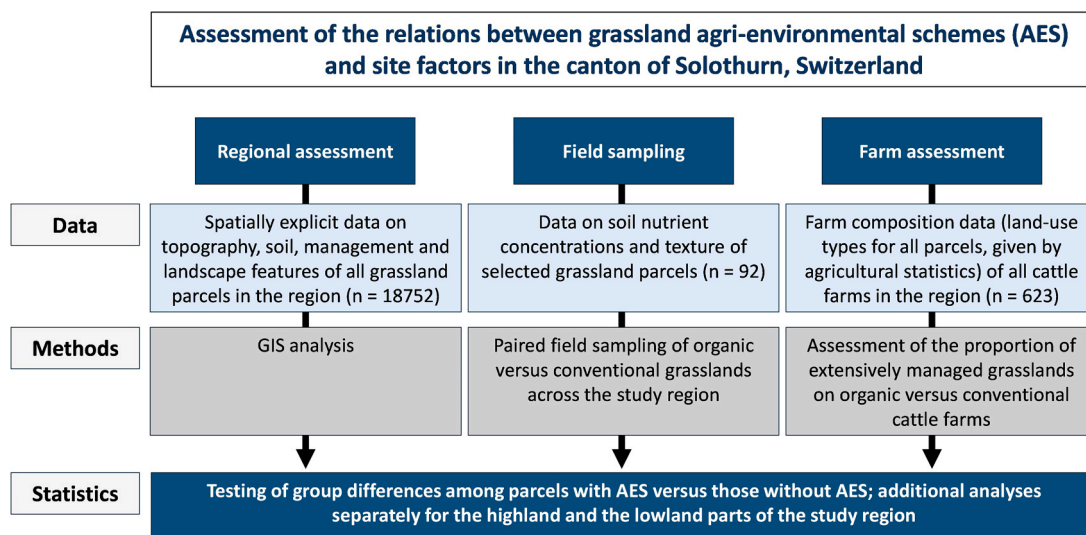 Assessment of the relations between grassland agri-environmental schemes (AES)
and site factors in the canton of Solothurn, Switzerland
Regional assessment
Field sampling
Farm assessment
Data
Spatially explicit data on
topography, soil, management and
landscape features of all grassland
parcels in the region (n = 18752)
Data on soil nutrient
concentrations and texture of
selected grassland parcels (n = 92)
Farm composition data (land-use
types for all parcels, given by
agricultural statistics) of all cattle
farms in the region (n = 623)
Methods
GIS analysis
Paired field sampling of organic
versus conventional grasslands
across the study region
Assessment of the proportion of
extensively managed grasslands
on organic versus conventional
cattle farms
Statistics
Testing of group differences among parcels with AES versus those without AES; additional analyses
separately for the highland and the lowland parts of the study region